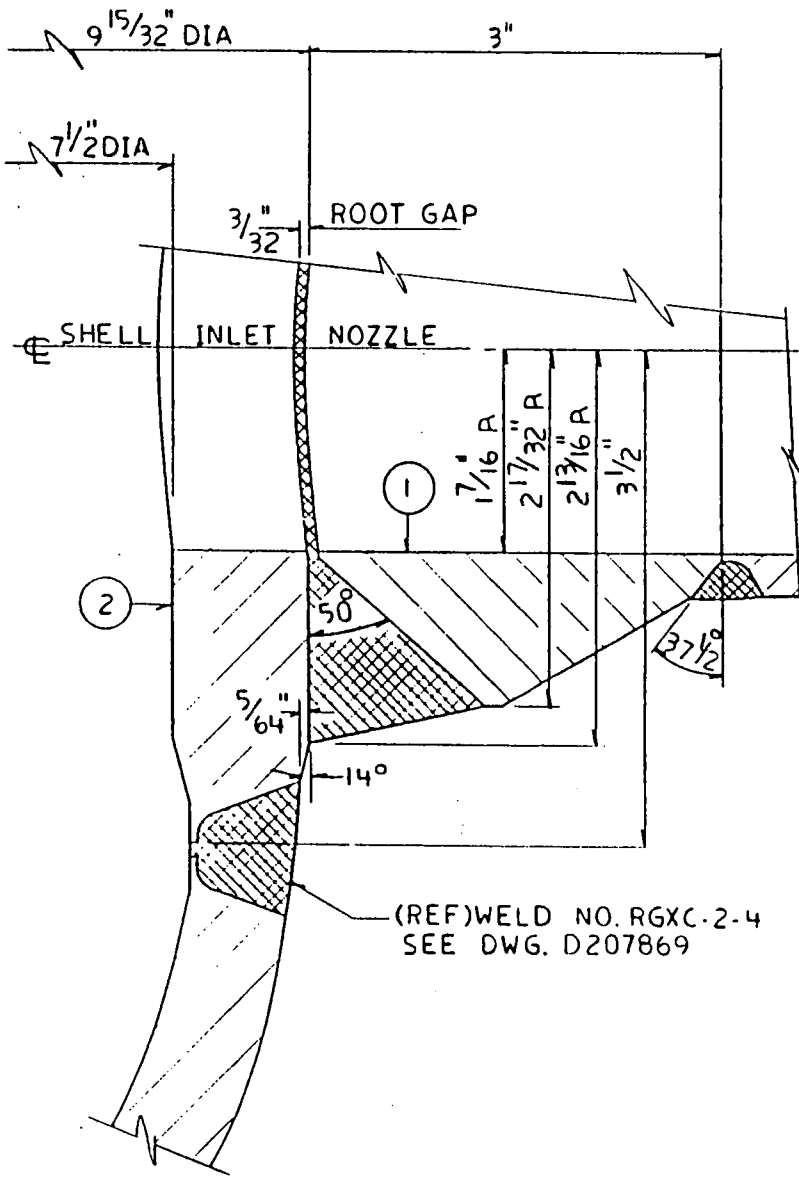 9 15/32" DIA
3"
7 1/2" DIA
3/32" ROOT GAP
℄ SHELL INLET NOZZLE
1 7/16" R
2 17/32" R
2 13/16" R
3 1/2"
1
2
50°
37 1/2°
5/64"
14°
(REF)WELD NO. RGXC-2-4
SEE DWG. D207869